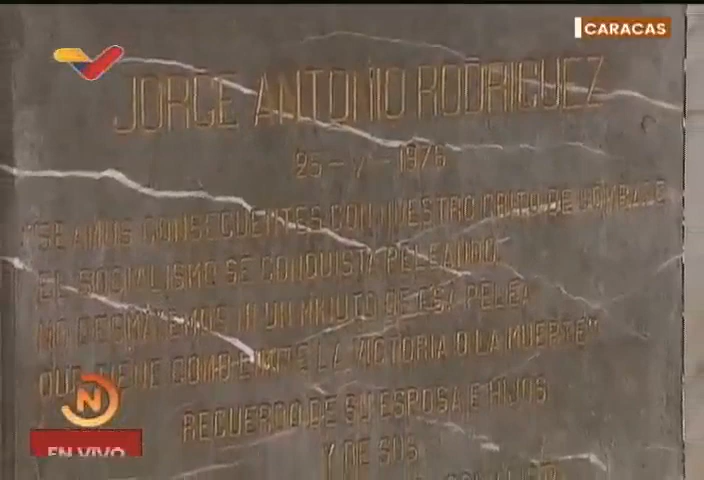 CARACAS
JORGE ANTONIO RODRIGUEZ
25-V-1976
"SEAMOS CONSECUENTES CON NUESTRO GRITO DE COMBATE
EL SOCIALISMO SE CONQUISTA PELEANDO.
NO DESMAYEMOS NI UN MINUTO DE ESA PELEA
QUE TIENE COMO LIMITE LA VICTORIA O LA MUERTE"
RECUERDO DE SU ESPOSA E HIJOS
Y DE SUS
N
EN VIVO